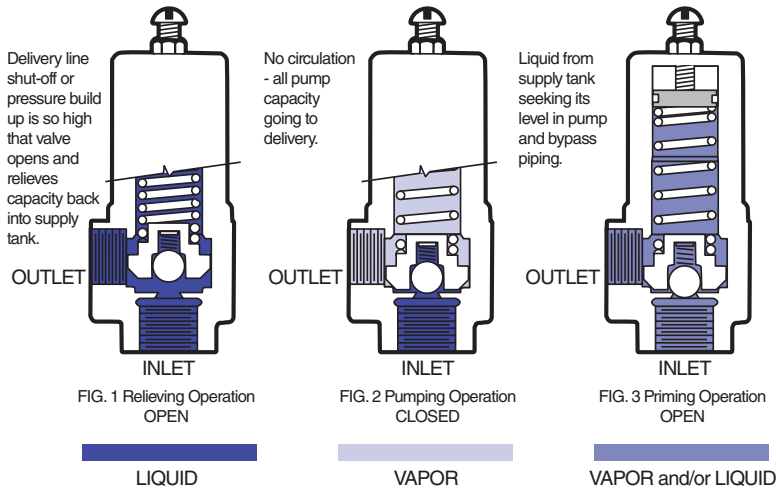 Delivery line
shut-off or
pressure build
up is so high
that valve
opens and
relieves
capacity back
into supply
tank.
OUTLET
INLET
FIG. 1 Relieving Operation
OPEN
LIQUID
No circulation
- all pump
capacity
going to
delivery.
OUTLET
INLET
FIG. 2 Pumping Operation
CLOSED
VAPOR
Liquid from
supply tank
seeking its
level in pump
and bypass
piping.
OUTLET
INLET
FIG. 3 Priming Operation
OPEN
VAPOR and/or LIQUID